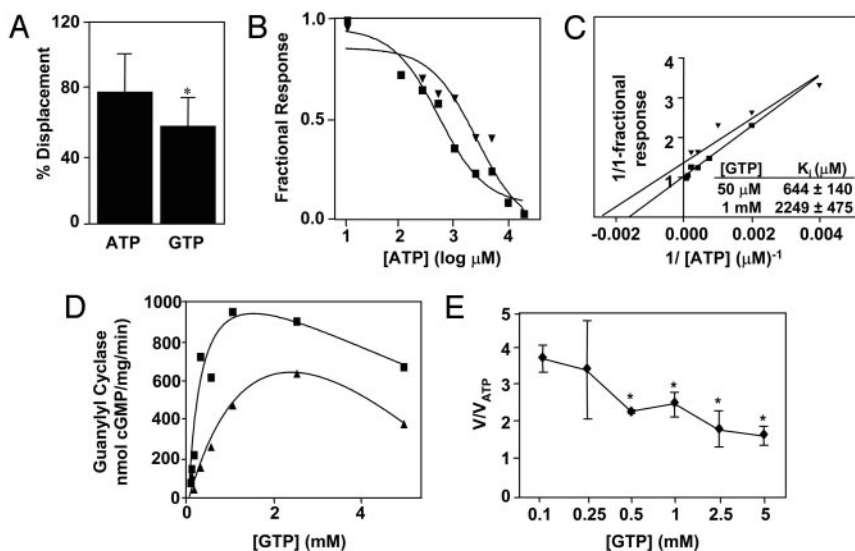 A
% Displacement
120
80
40
0
ATP
GTP
*
B
Fractional Response
1.0
0.5
0.0
1
2
3
4
[ATP] (log µM)
C
1/1-fractional
response
4
3
2
1
[GTP] Ki (µM)
50 µM 644 ± 140
1 mM 2249 ± 475
-0.002 0.000 0.002 0.004
1/ [ATP] (µM)-1
D
Guanylyl Cyclase
nmol cGMP/mg/min)
1000
800
600
400
200
0
0 2 4
[GTP] (mM)
E
V/VATP
5
4
3
2
1
0
* * * *
0.1 0.25 0.5 1 2.5 5
[GTP] (mM)